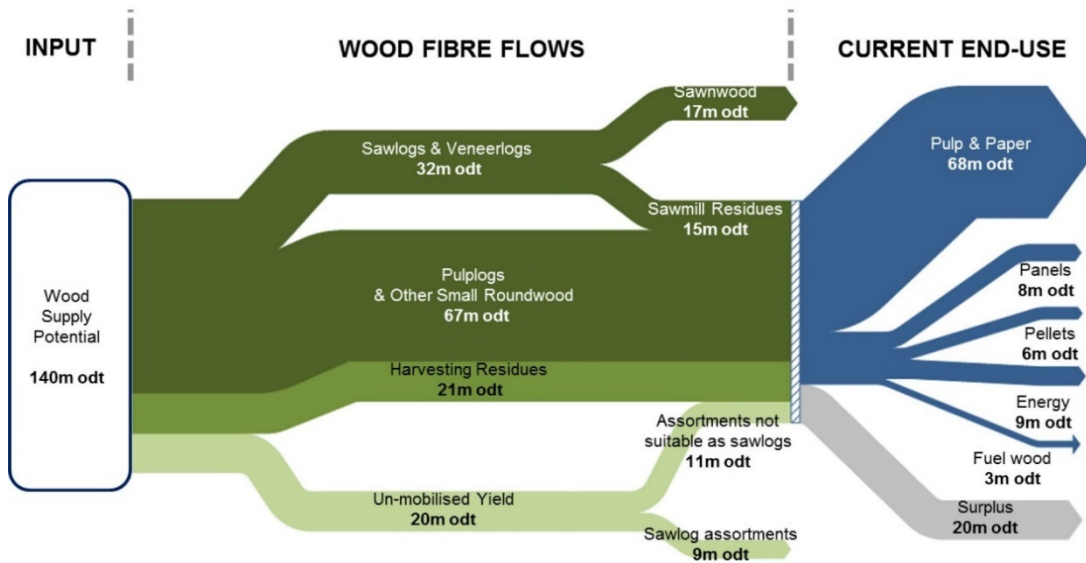 INPUT
WOOD FIBRE FLOWS
CURRENT END-USE
Wood
Supply
Potential
140m odt
Sawlogs & Veneerlogs
32m odt
Sawnwood
17m odt
Sawmill Residues
15m odt
Pulplogs
& Other Small Roundwood
67m odt
Harvesting Residues
21m odt
Assortments not
suitable as sawlogs
11m odt
Un-mobilised Yield
20m odt
Sawlog assortments
9m odt
Pulp & Paper
68m odt
Panels
8m odt
Pellets
6m odt
Energy
9m odt
Fuel wood
3m odt
Surplus
20m odt